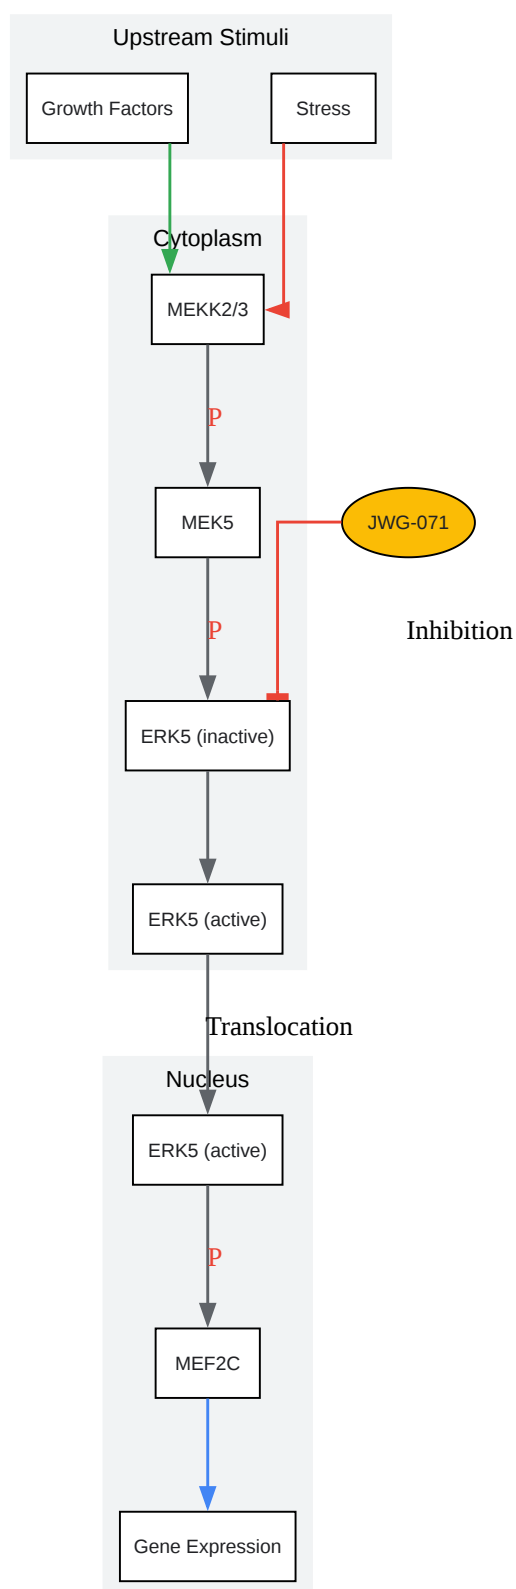 Upstream Stimuli
Growth Factors
Stress
Cytoplasm
MEKK2/3
P
MEK5
JWG-071
P
Inhibition
ERK5 (inactive)
ERK5 (active)
Translocation
Nucleus
ERK5 (active)
P
MEF2C
Gene Expression